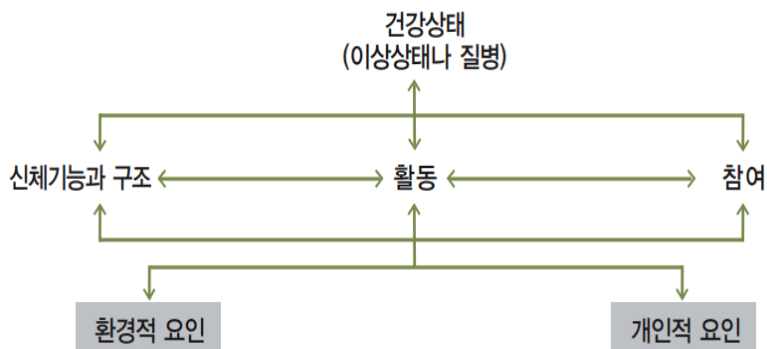 건강상태
(이상상태나 질병)
신체기능과 구조
활동
참여
환경적 요인
개인적 요인